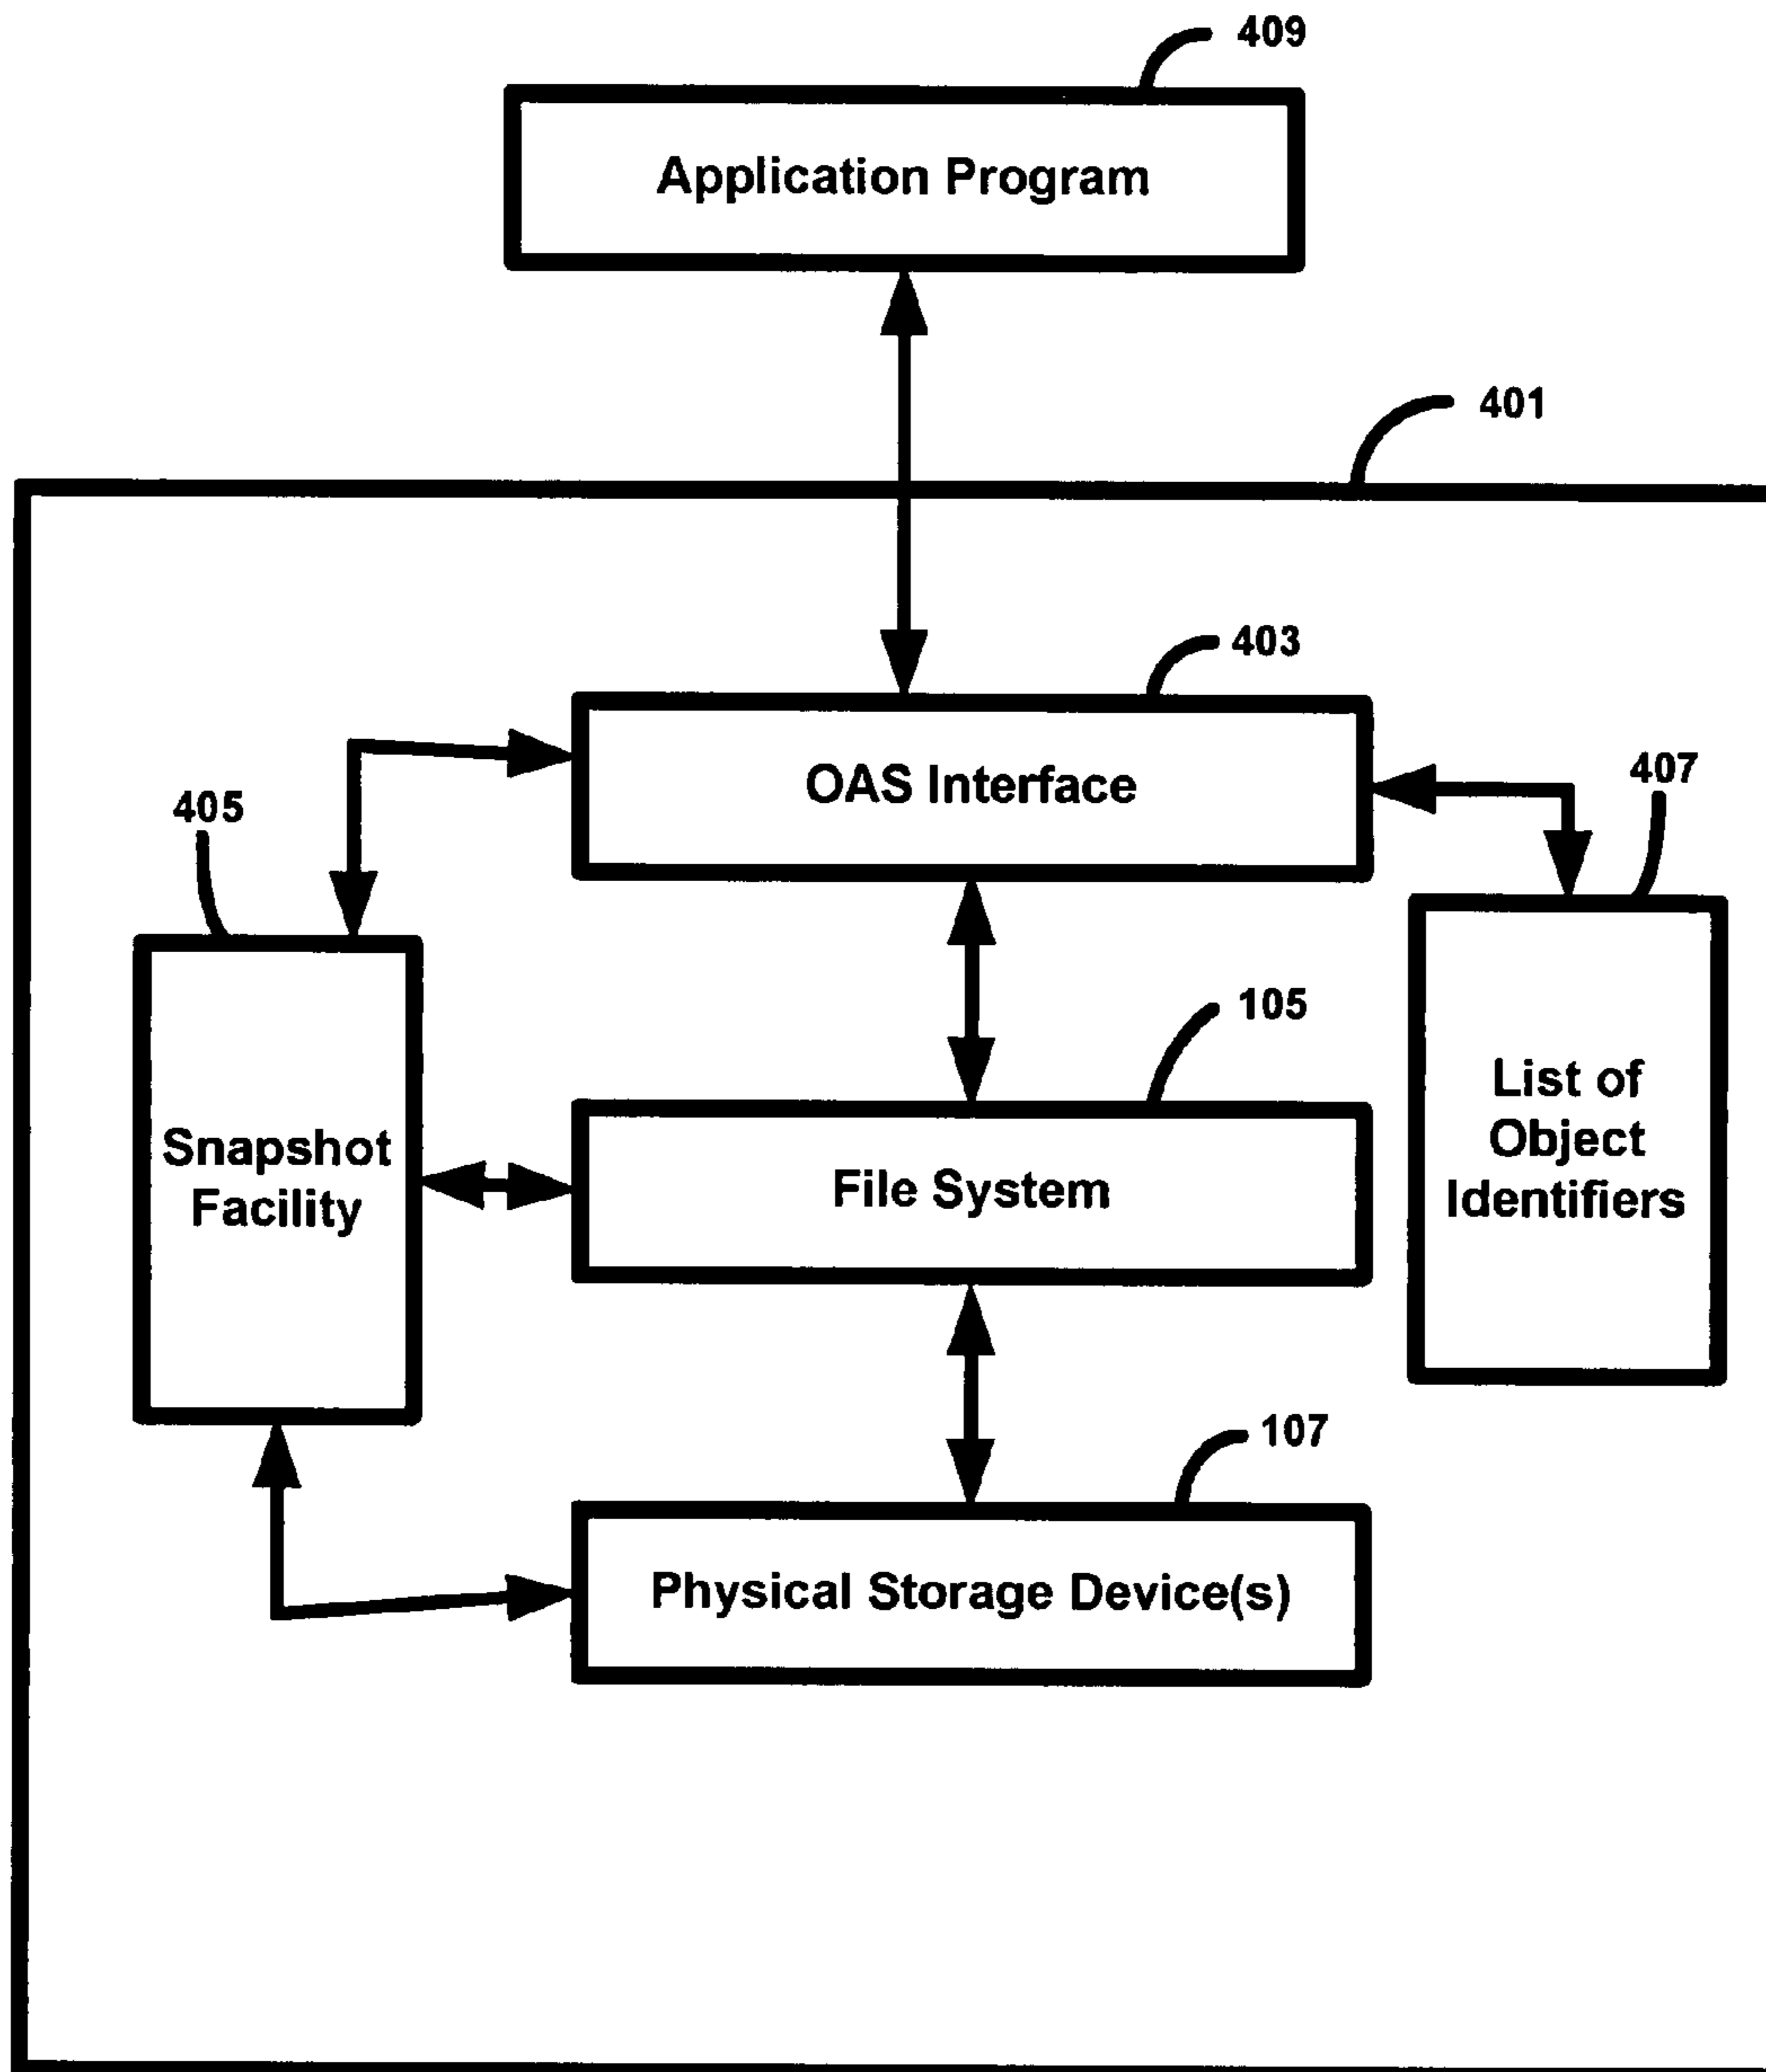 409
Application Program
401
403
OAS Interface
407
405
105
List of
Object
Identifiers
Snapshot
Facility
File System
107
Physical Storage Device(s)